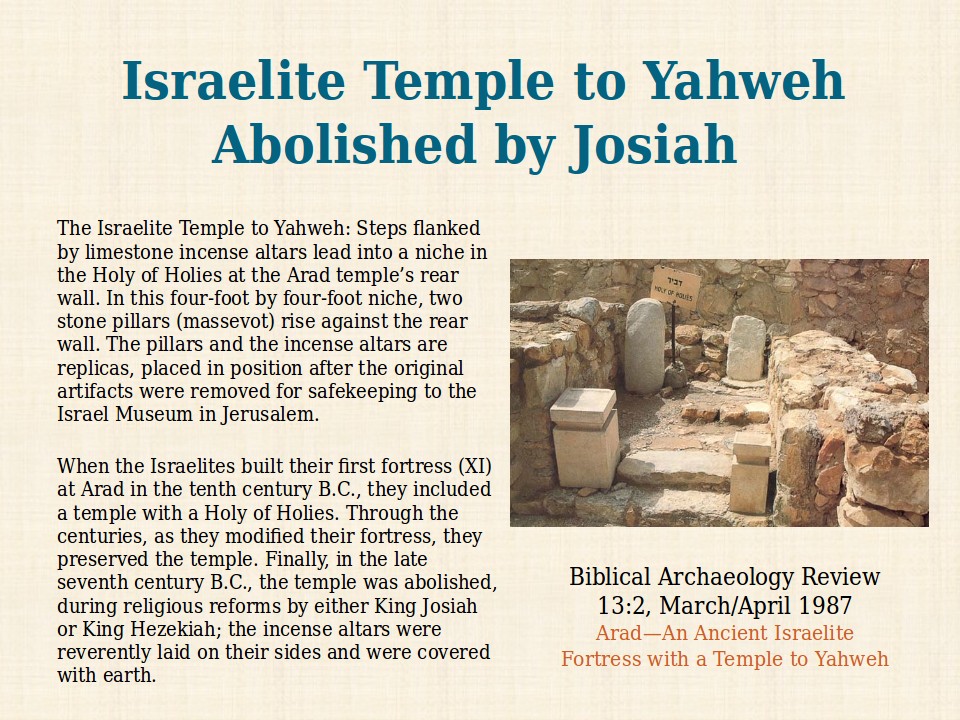 Israelite Temple to Yahweh
Abolished by Josiah
The Israelite Temple to Yahweh: Steps flanked
by limestone incense altars lead into a niche in
the Holy of Holies at the Arad temple’s rear
wall. In this four-foot by four-foot niche, two
stone pillars (massevot) rise against the rear
wall. The pillars and the incense altars are
replicas, placed in position after the original
artifacts were removed for safekeeping to the
Israel Museum in Jerusalem.
When the Israelites built their first fortress (XI)
at Arad in the tenth century B.C., they included
a temple with a Holy of Holies. Through the
centuries, as they modified their fortress, they
preserved the temple. Finally, in the late
seventh century B.C., the temple was abolished,
during religious reforms by either King Josiah
or King Hezekiah; the incense altars were
reverently laid on their sides and were covered
with earth.
דביר
HOLY OF HOLIES
Biblical Archaeology Review
13:2, March/April 1987
Arad—An Ancient Israelite
Fortress with a Temple to Yahweh